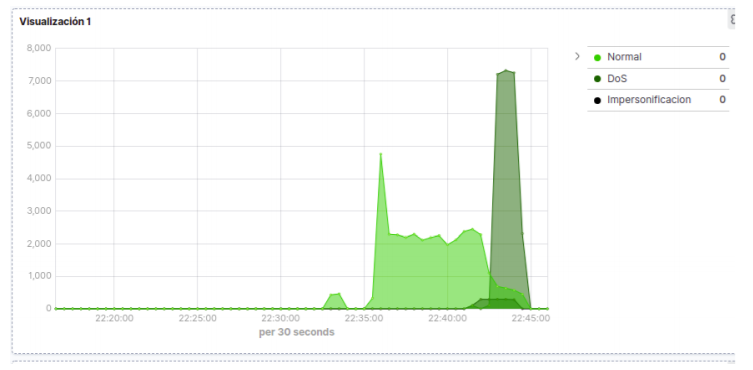 Visualización 1
8,000
7,000
6,000
5,000
4,000
3,000
2,000
1,000
0
22:20:00 22:25:00 22:30:00 22:35:00 22:40:00 22:45:00
per 30 seconds
Normal 0
DoS 0
Impersonificacion 0